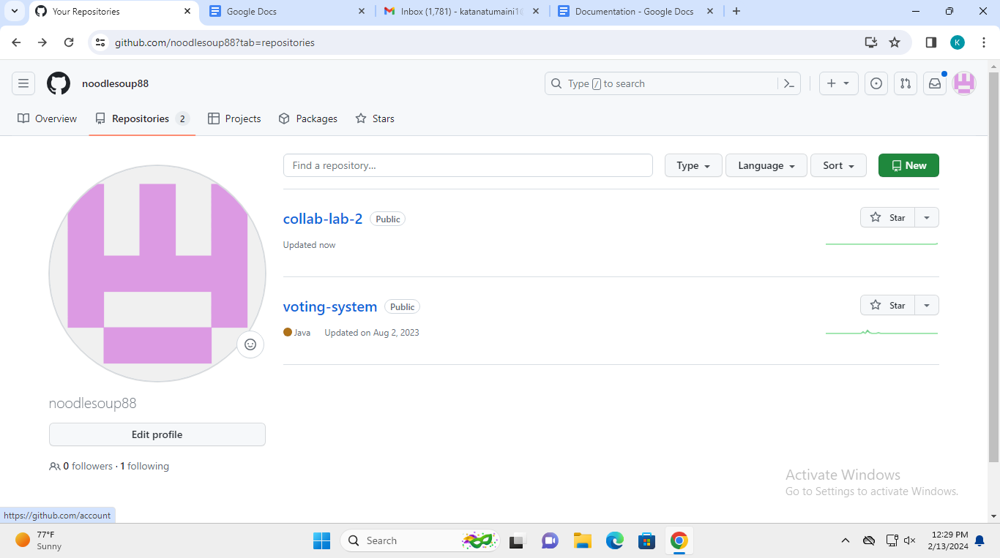 Your Repositories
Google Docs
Inbox (1,781) - katanatumaini16
Documentation - Google Docs
github.com/noodlesoup88?tab=repositories
K
noodlesoup88
Type / to search
Overview
Repositories 2
Projects
Packages
Stars
Find a repository...
Type
Language
Sort
New
collab-lab-2 Public
Star
Updated now
voting-system Public
Star
Java Updated on Aug 2, 2023
noodlesoup88
Edit profile
0 followers · 1 following
Activate Windows
Go to Settings to activate Windows.
https://github.com/account
77°F
Sunny
Search
12:29 PM
2/13/2024